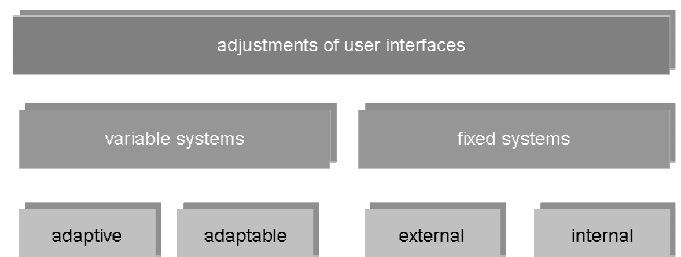 adjustments of user interfaces
variable systems
fixed systems
adaptive
adaptable
external
internal